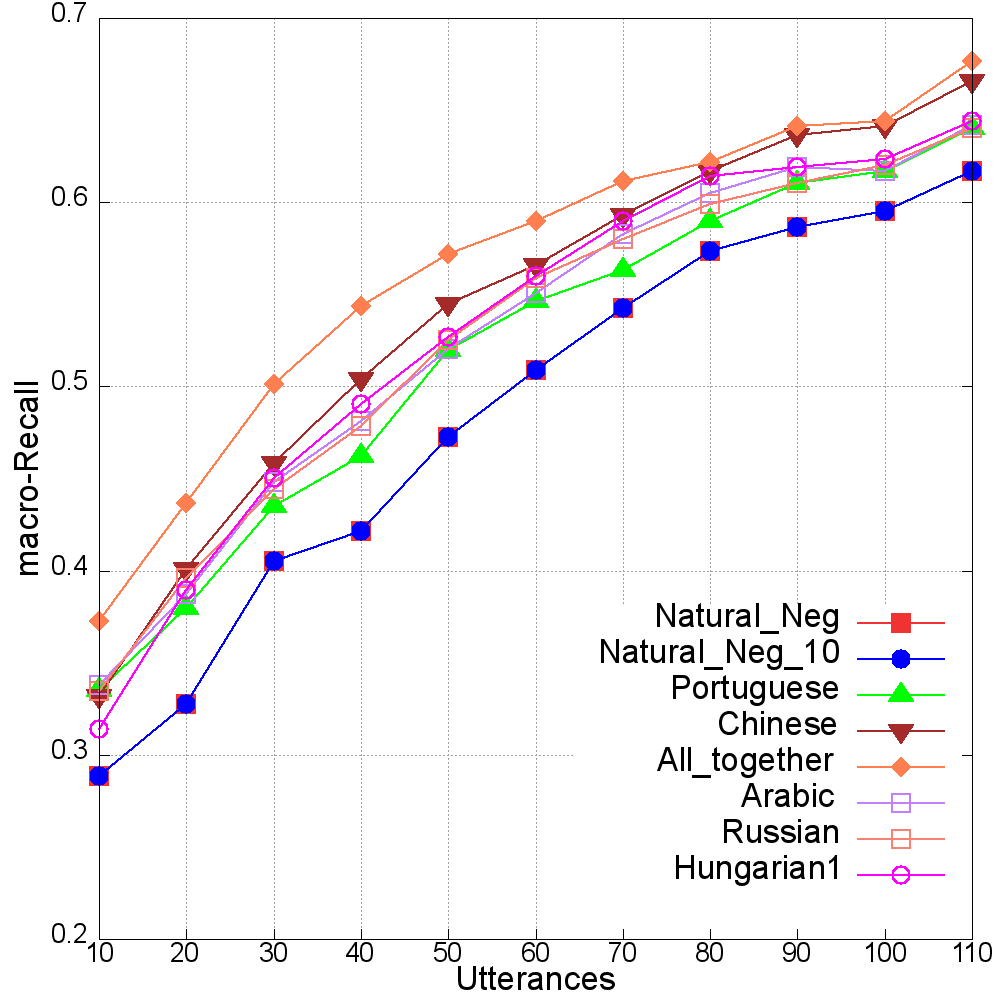 0.7
0.6
0.5
0.4
0.3
0.2
macro-Recall
Natural_Neg
Natural_Neg_10
Portuguese
Chinese
All_together
Arabic
Russian
Hungarian1
10 20 30 40 50 60 70 80 90 100 110
Utterances